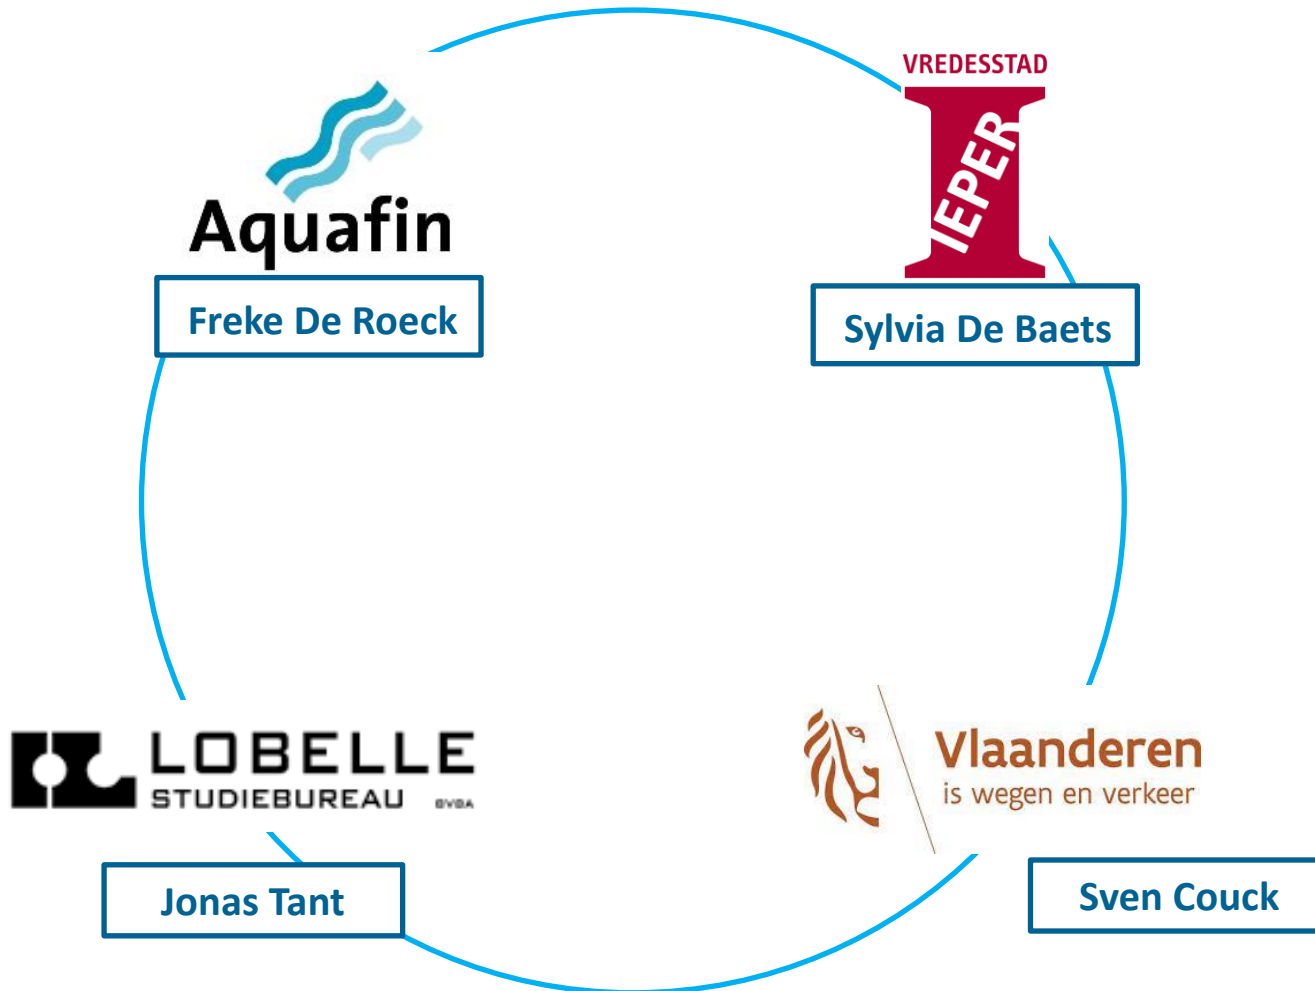 Aquafin
Freke De Roeck
VREDESSTAD
IEPER
Sylvia De Baets
LOBELLE
STUDIEBUREAU BVBA
Jonas Tant
Vlaanderen
is wegen en verkeer
Sven Couck